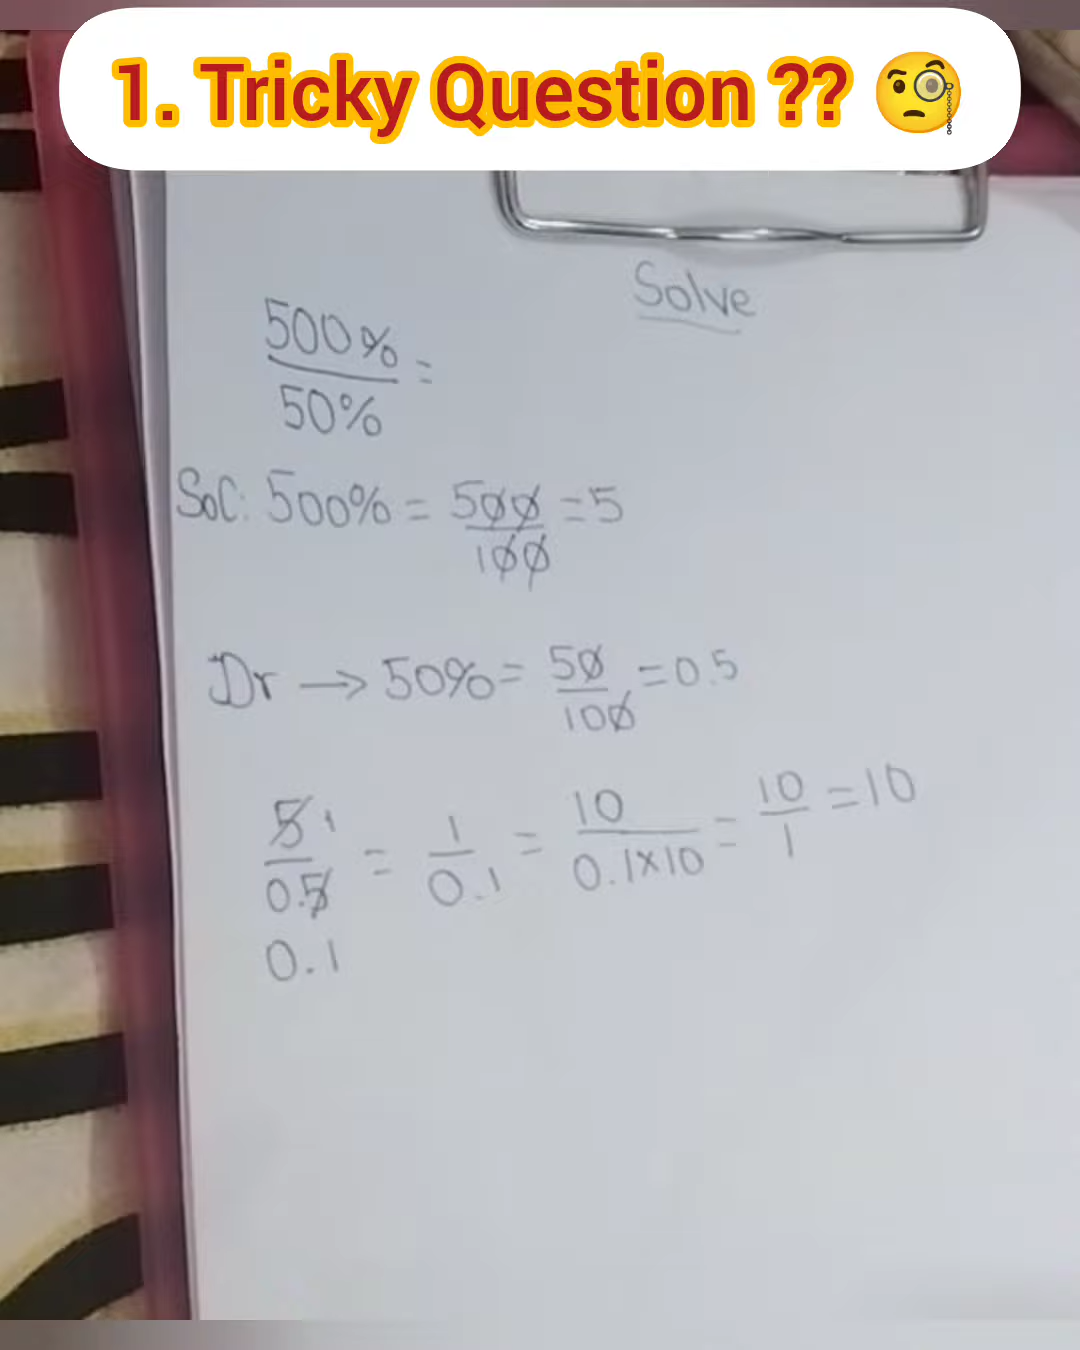 1. Tricky Question ?? 🧐
Solve
500% / 50% =
Sol: 500% = 500/100 = 5
Dr → 50% = 50/100 = 0.5
5 1 / 0.5 0.1 = 1/0.1 = 10/0.1×10 = 10/1 = 10